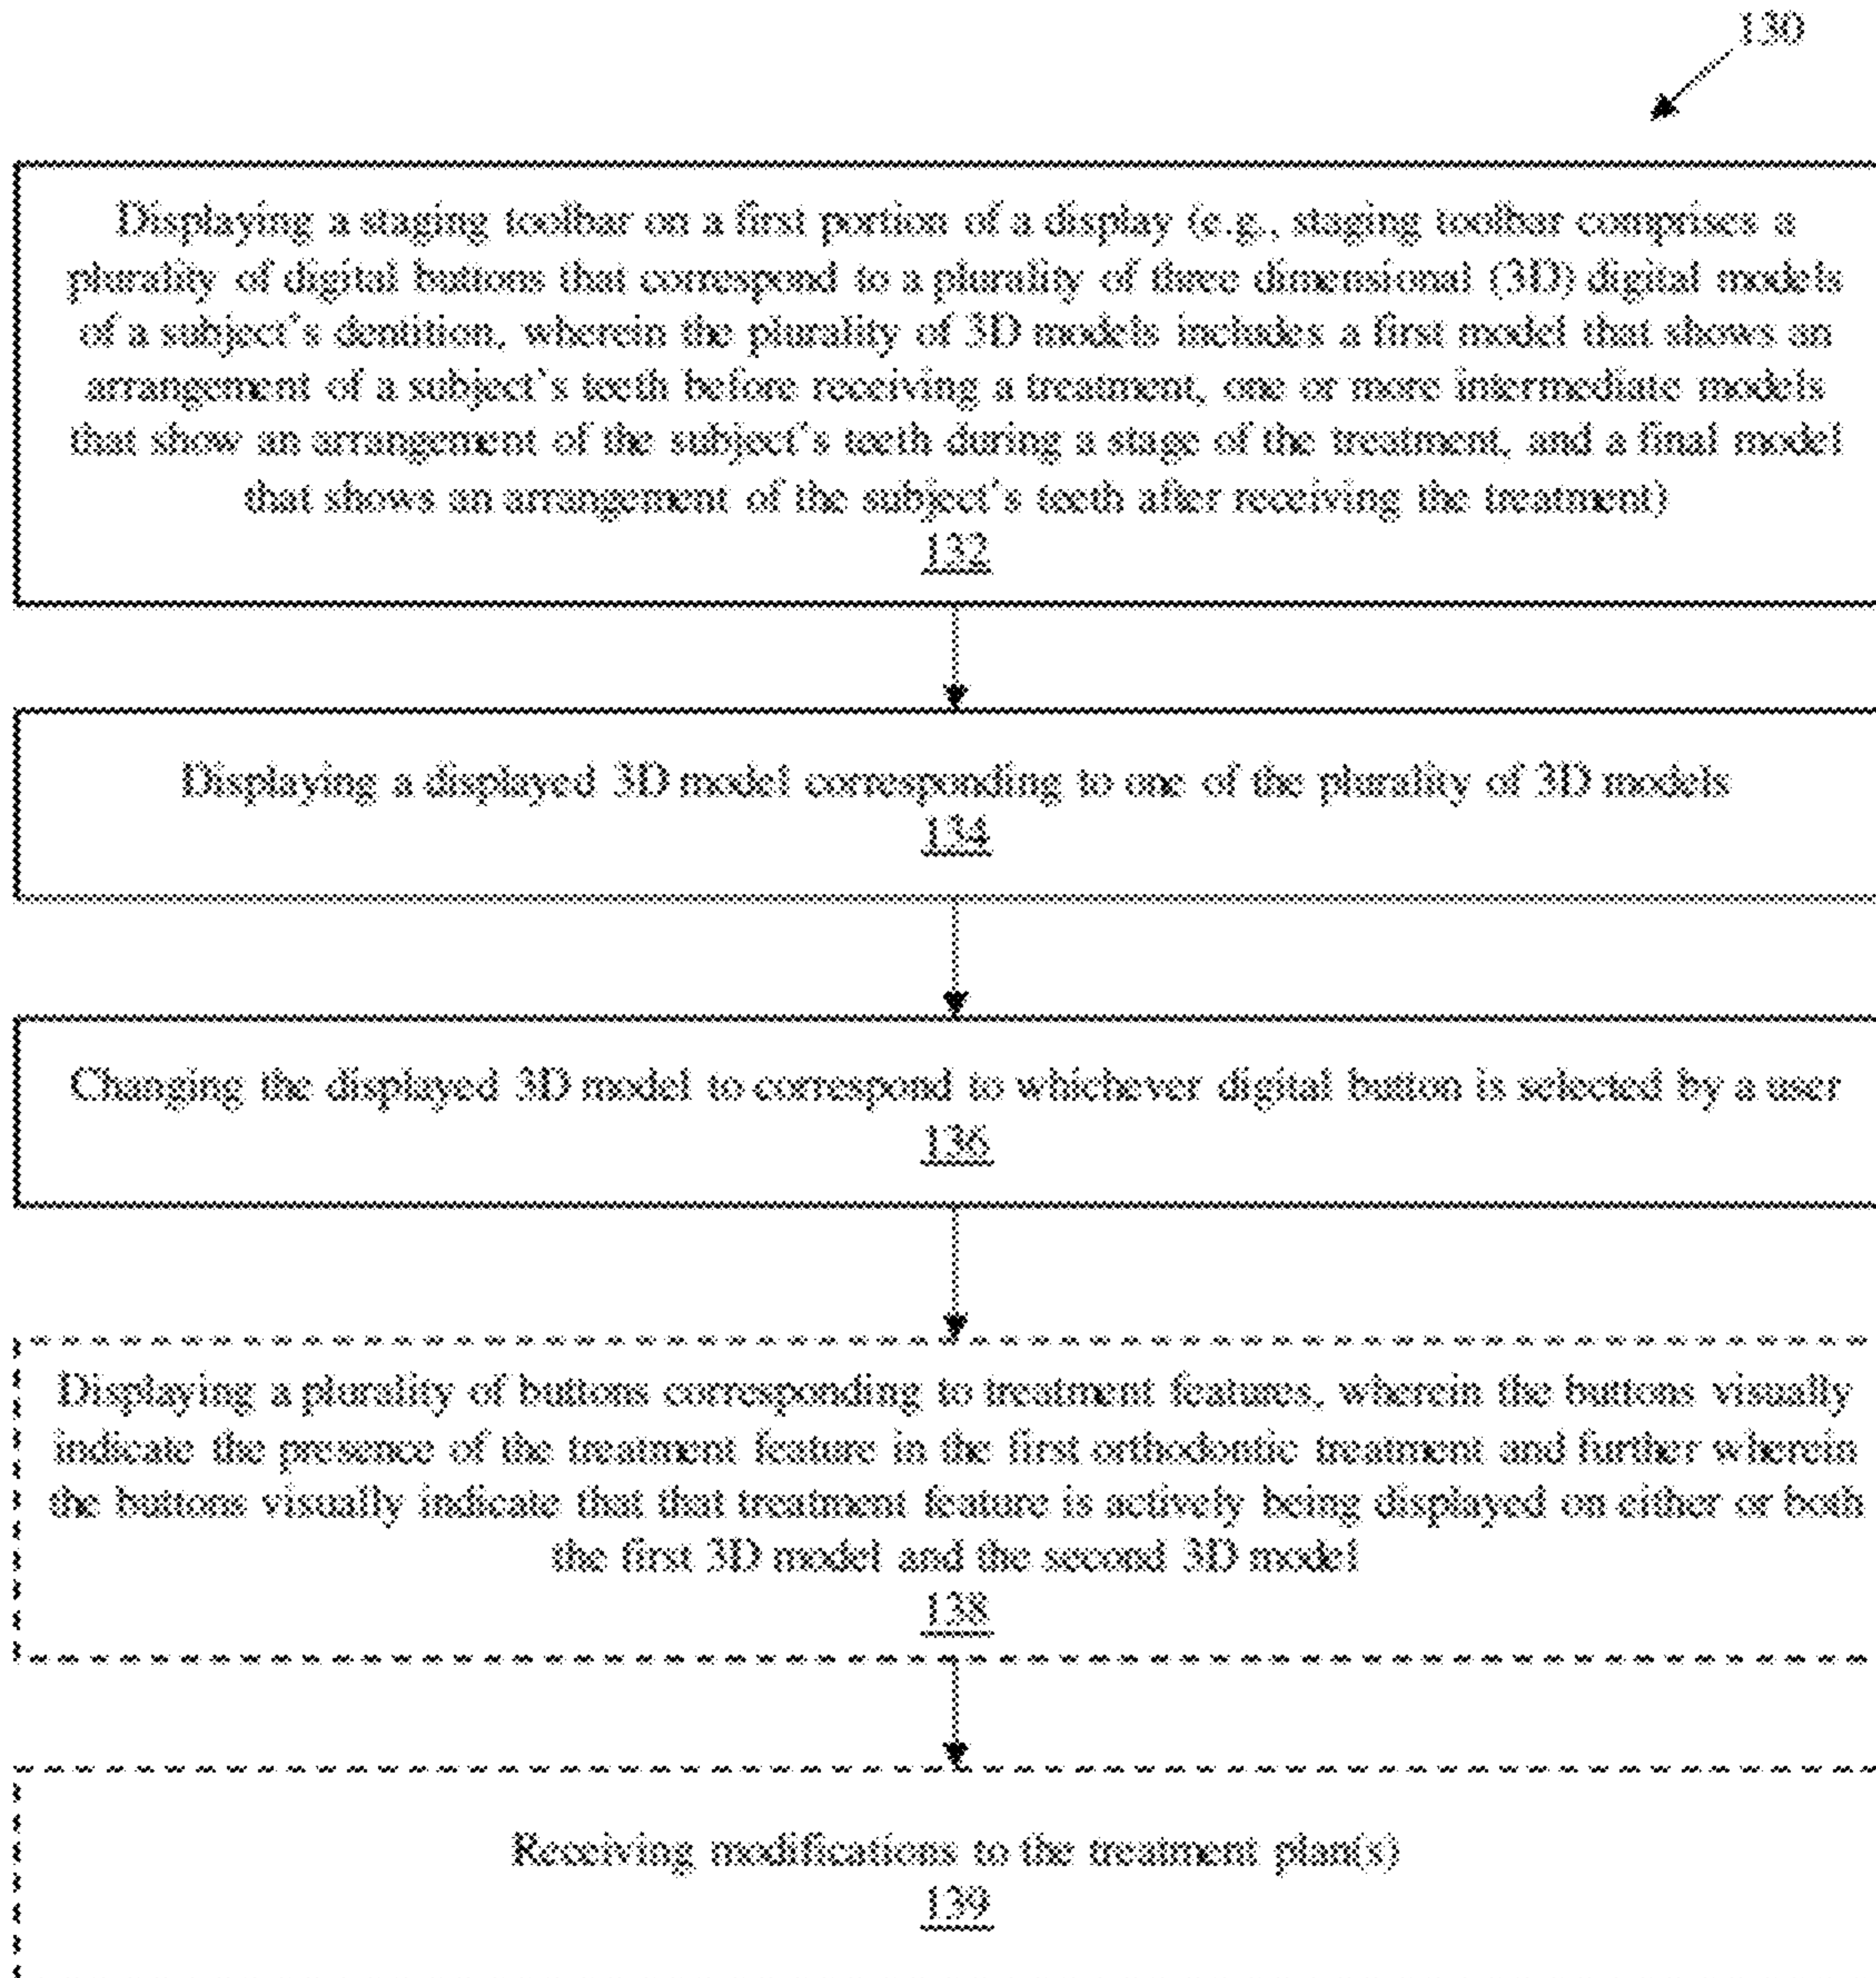 130
Displaying a staging toolbar on a first portion of a display (e.g., staging toolbar comprises a
plurality of digital buttons that correspond to a plurality of three dimensional (3D) digital models
of a subject's dentition, wherein the plurality of 3D models includes a first model that shows an
arrangement of a subject's teeth before receiving a treatment, one or more intermediate models
that show an arrangement of the subject's teeth during a stage of the treatment, and a final model
that shows an arrangement of the subject's teeth after receiving the treatment)
132
Displaying a displayed 3D model corresponding to one of the plurality of 3D models
134
Changing the displayed 3D model to correspond to whichever digital button is selected by a user
136
Displaying a plurality of buttons corresponding to treatment features, wherein the buttons visually
indicate the presence of the treatment feature in the first orthodontic treatment and further wherein
the buttons visually indicate that that treatment feature is actively being displayed on either or both
the first 3D model and the second 3D model
138
Receiving modifications to the treatment plan(s)
139